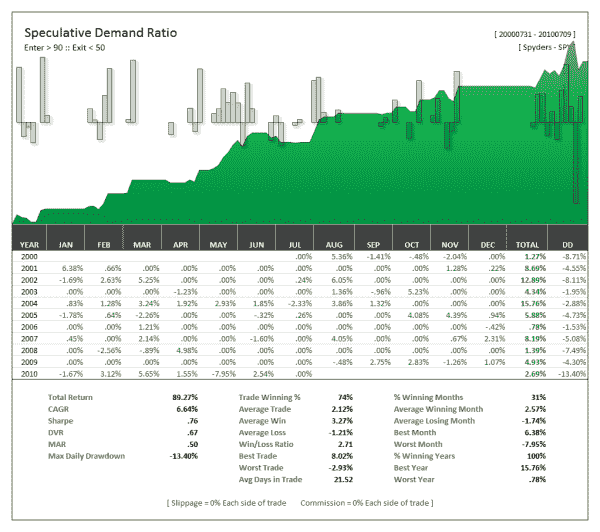 Speculative Demand Ratio
[ 20000731 - 20100709 ]
Enter > 90 :: Exit < 50
[ Spyders - SPY
YEAR JAN FEB MAR APR MAY JUN JUL AUG SEP OCT NOV DEC TOTAL DD
2000 .00% 5.36% -1.41% -.48% -2.04% .00% 1.27% -8.71%
2001 6.38% .66% .00% .00% .00% .00% .00% .00% .00% .00% 1.28% .22% 8.69% -4.55%
2002 -1.69% 2.63% 5.25% .00% .00% .00% .24% 6.05% .00% .00% .00% .00% 12.89% -8.11%
2003 .00% .00% .00% -1.23% .00% .00% .00% 1.36% -.96% 5.23% .00% .00% 4.34% -1.95%
2004 .83% 1.28% 3.24% 1.92% 2.93% 1.85% -2.33% 3.86% 1.32% .00% .00% .00% 15.76% -2.88%
2005 -1.78% .64% -2.26% .00% .00% -.32% .26% .00% .00% 4.08% 4.39% .94% 5.88% -4.73%
2006 .00% .00% 1.21% .00% .00% .00% .00% .00% .00% .00% .00% -.42% .78% -1.53%
2007 .45% .00% 2.14% .00% .00% -1.60% .00% 4.05% .00% .00% .67% 2.31% 8.19% -5.08%
2008 .00% -2.56% -.89% 4.98% .00% .00% .00% .00% .00% .00% .00% .00% 1.39% -7.49%
2009 .00% .00% .00% .00% .00% .00% .00% -.48% 2.75% 2.83% -1.26% 1.07% 4.93% -4.30%
2010 -1.67% 3.12% 5.65% 1.55% -7.95% 2.54% .00% 2.69% -13.40%
Total Return 89.27% Trade Winning % 74% % Winning Months 31%
CAGR 6.64% Average Trade 2.12% Average Winning Month 2.57%
Sharpe .76 Average Win 3.27% Average Losing Month -1.74%
DVR .67 Average Loss -1.21% Best Month 6.38%
MAR .50 Win/Loss Ratio 2.71 Worst Month -7.95%
Max Daily Drawdown -13.40% Best Trade 8.02% % Winning Years 100%
Worst Trade -2.93% Best Year 15.76%
Avg Days in Trade 21.52 Worst Year .78%
[ Slippage = 0% Each side of trade Commission = 0% Each side of trade ]